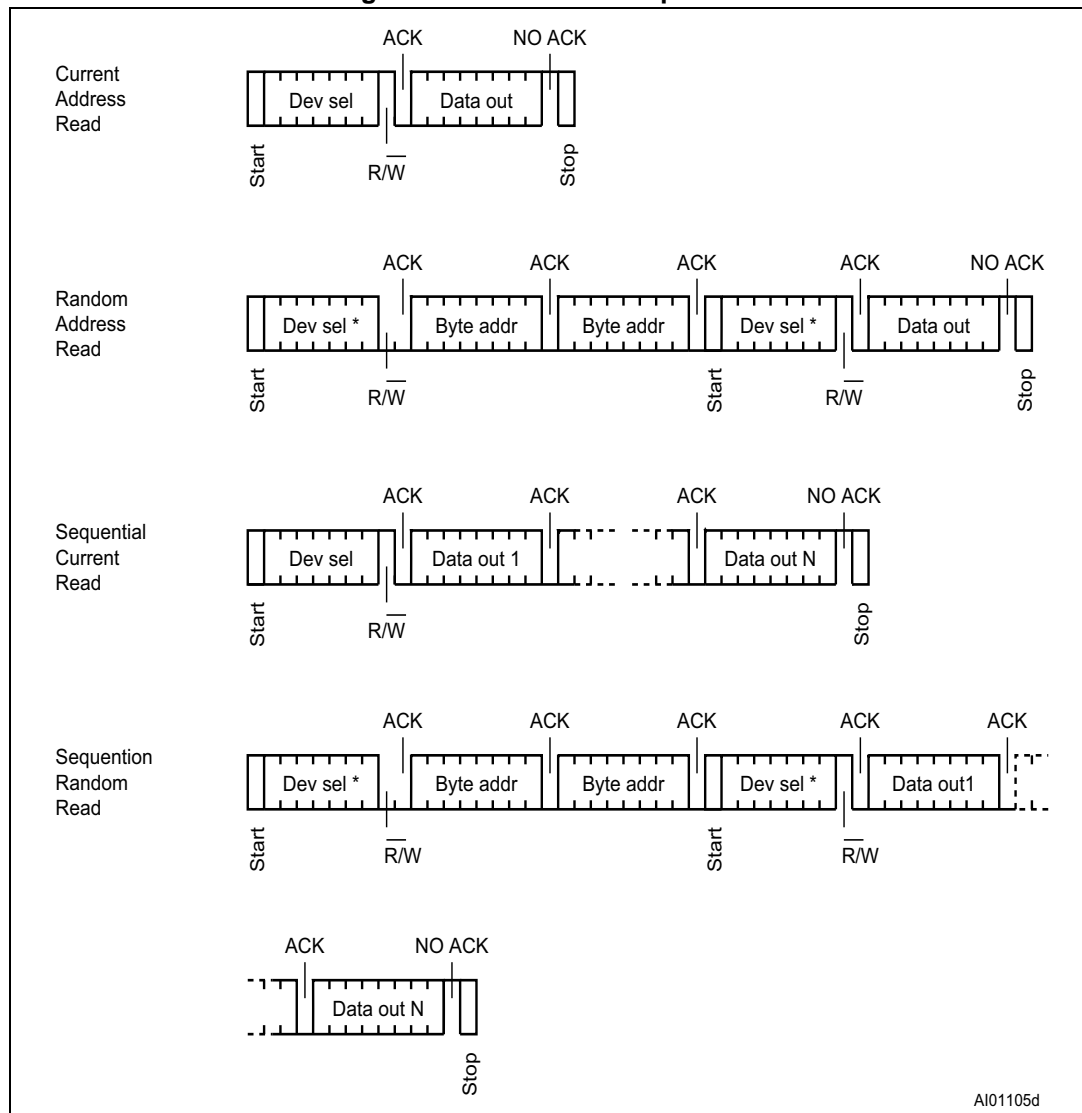 ACK NO ACK
Current
Address
Read
Dev sel Data out
Start R/W Stop
ACK ACK ACK ACK NO ACK
Random
Address
Read
Dev sel * Byte addr Byte addr Dev sel * Data out
Start R/W Start R/W Stop
ACK ACK ACK NO ACK
Sequential
Current
Read
Dev sel Data out 1 Data out N
Start R/W Stop
ACK ACK ACK ACK ACK
Sequention
Random
Read
Dev sel * Byte addr Byte addr Dev sel * Data out1
Start R/W Start R/W
ACK NO ACK
Data out N
Stop
AI01105d